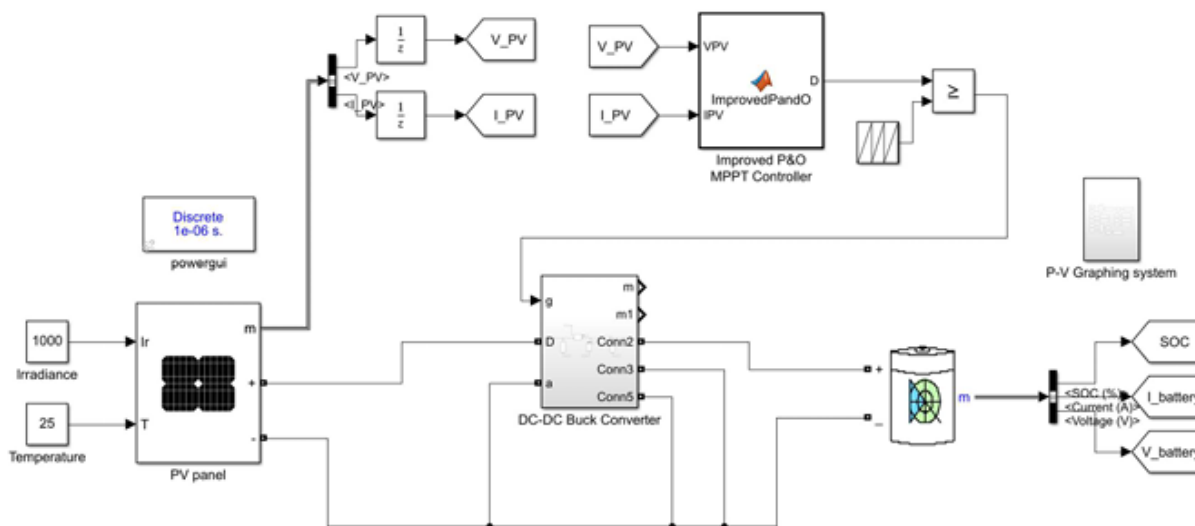 1
z
V_PV
<V_PV>
<I_PV>
1
z
I_PV
V_PV
I_PV
VPV
IPV
D
ImprovedPandO
Improved P&O
MPPT Controller
≥
Discrete
1e-06 s.
powergui
P-V Graphing system
1000
Irradiance
25
Temperature
Ir
T
m
+
-
PV panel
g
D
a
m
m1
Conn2
Conn3
Conn5
DC-DC Buck Converter
+
–
m
<SOC (%)>
<Current (A)>
<Voltage (V)>
SOC
I_battery
V_battery